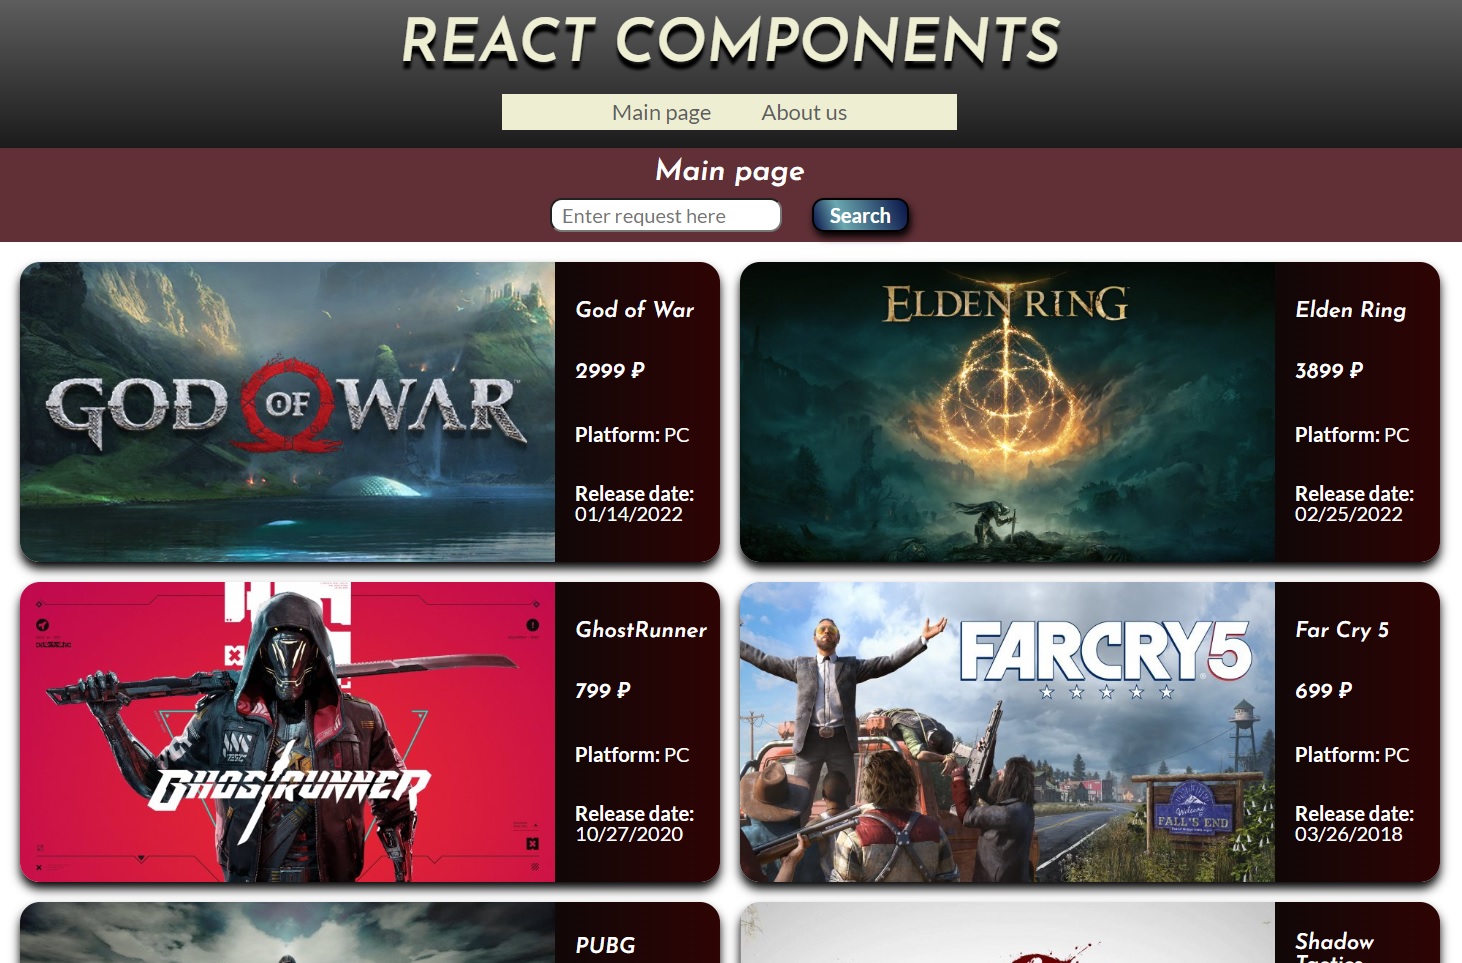 REACT COMPONENTS
Main page About us
Main page
Enter request here Search
GOD OF WAR
God of War
2999 ₽
Platform: PC
Release date:
01/14/2022
ELDEN RING
Elden Ring
3899 ₽
Platform: PC
Release date:
02/25/2022
GHOSTRUNNER
GhostRunner
799 ₽
Platform: PC
Release date:
10/27/2020
FARCRY5
Welcome
FALL'S END
Far Cry 5
699 ₽
Platform: PC
Release date:
03/26/2018
PUBG
Shadow
Tactics